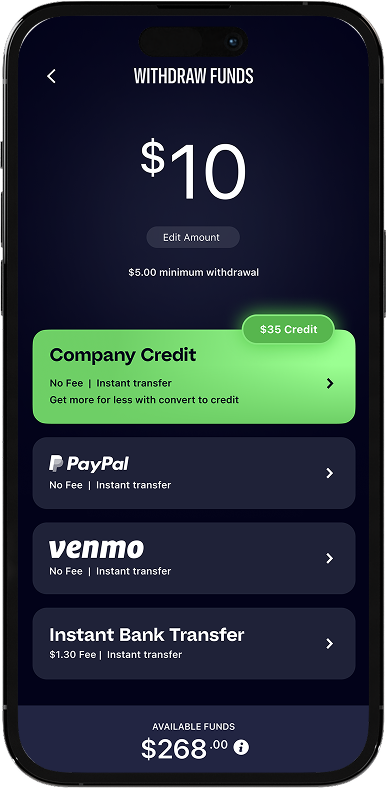 WITHDRAW FUNDS
$10
Edit Amount
$5.00 minimum withdrawal
$35 Credit
Company Credit
No Fee | Instant transfer
Get more for less with convert to credit
PayPal
No Fee | Instant transfer
venmo
No Fee | Instant transfer
Instant Bank Transfer
$1.30 Fee | Instant transfer
AVAILABLE FUNDS
$268.00